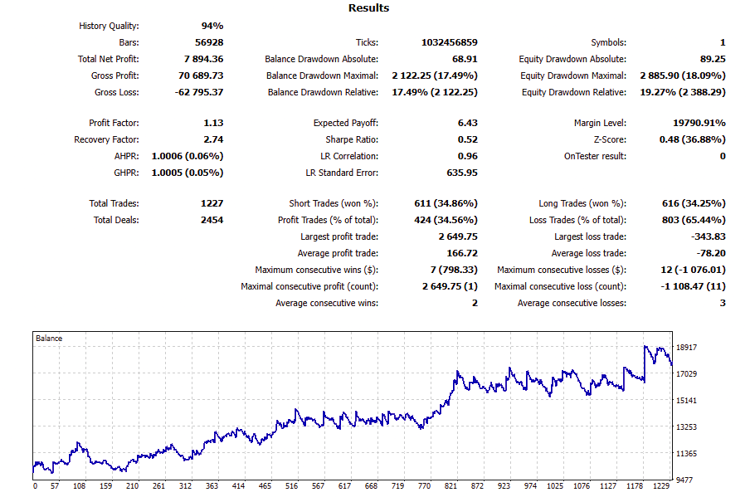 Results
History Quality: 94%
Bars: 56928 Ticks: 1032456859 Symbols: 1
Total Net Profit: 7 894.36 Balance Drawdown Absolute: 68.91 Equity Drawdown Absolute: 89.25
Gross Profit: 70 689.73 Balance Drawdown Maximal: 2 122.25 (17.49%) Equity Drawdown Maximal: 2 885.90 (18.09%)
Gross Loss: -62 795.37 Balance Drawdown Relative: 17.49% (2 122.25) Equity Drawdown Relative: 19.27% (2 388.29)
Profit Factor: 1.13 Expected Payoff: 6.43 Margin Level: 19790.91%
Recovery Factor: 2.74 Sharpe Ratio: 0.52 Z-Score: 0.48 (36.88%)
AHPR: 1.0006 (0.06%) LR Correlation: 0.96 OnTester result: 0
GHPR: 1.0005 (0.05%) LR Standard Error: 635.95
Total Trades: 1227 Short Trades (won %): 611 (34.86%) Long Trades (won %): 616 (34.25%)
Total Deals: 2454 Profit Trades (% of total): 424 (34.56%) Loss Trades (% of total): 803 (65.44%)
Largest profit trade: 2 649.75 Largest loss trade: -343.83
Average profit trade: 166.72 Average loss trade: -78.20
Maximum consecutive wins ($): 7 (798.33) Maximum consecutive losses ($): 12 (-1 076.01)
Maximal consecutive profit (count): 2 649.75 (1) Maximal consecutive loss (count): -1 108.47 (11)
Average consecutive wins: 2 Average consecutive losses: 3
Balance
18917
17029
15141
13253
11365
9477
0 57 108 159 210 261 312 363 414 465 516 567 617 668 719 770 821 872 923 974 1025 1076 1127 1178 1229